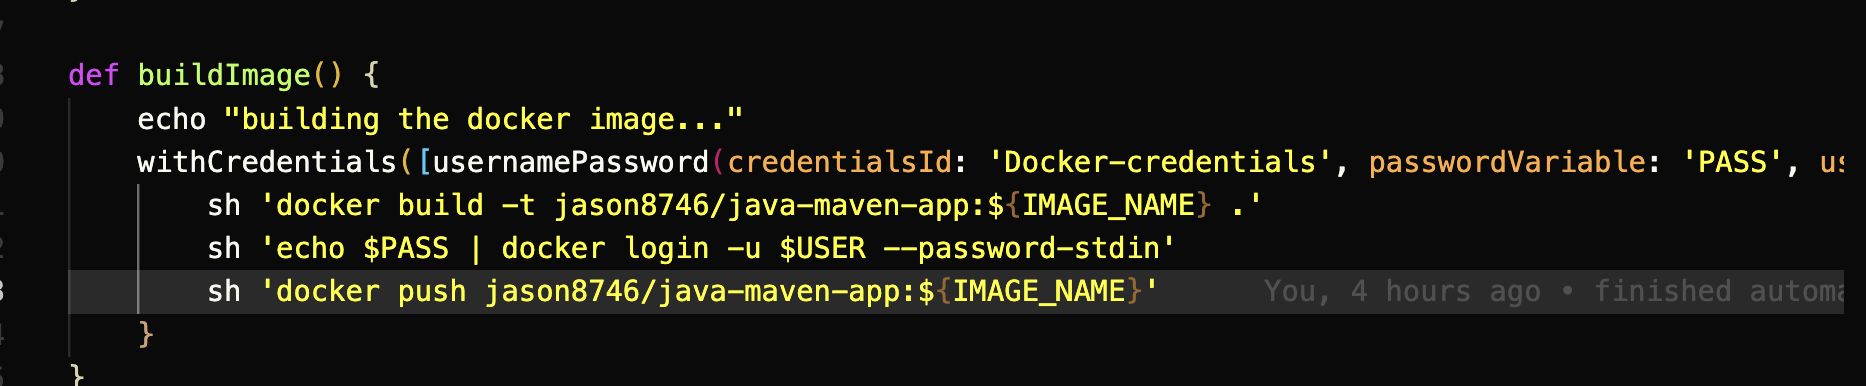 def buildImage() {
echo "building the docker image..."
withCredentials([usernamePassword(credentialsId: 'Docker-credentials', passwordVariable: 'PASS', us
sh 'docker build -t jason8746/java-maven-app:${IMAGE_NAME} .'
sh 'echo $PASS | docker login -u $USER --password-stdin'
sh 'docker push jason8746/java-maven-app:${IMAGE_NAME}' You, 4 hours ago • finished automa
}
}